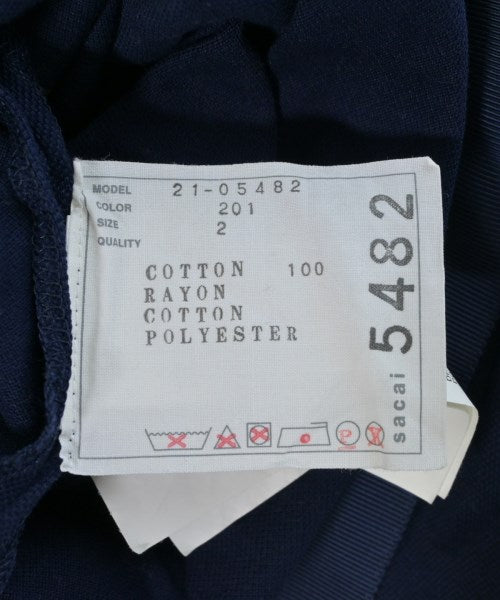 MODEL 21-05482
COLOR 201
SIZE 2
QUALITY
COTTON 100
RAYON
COTTON
POLYESTER
P
sacai 5482